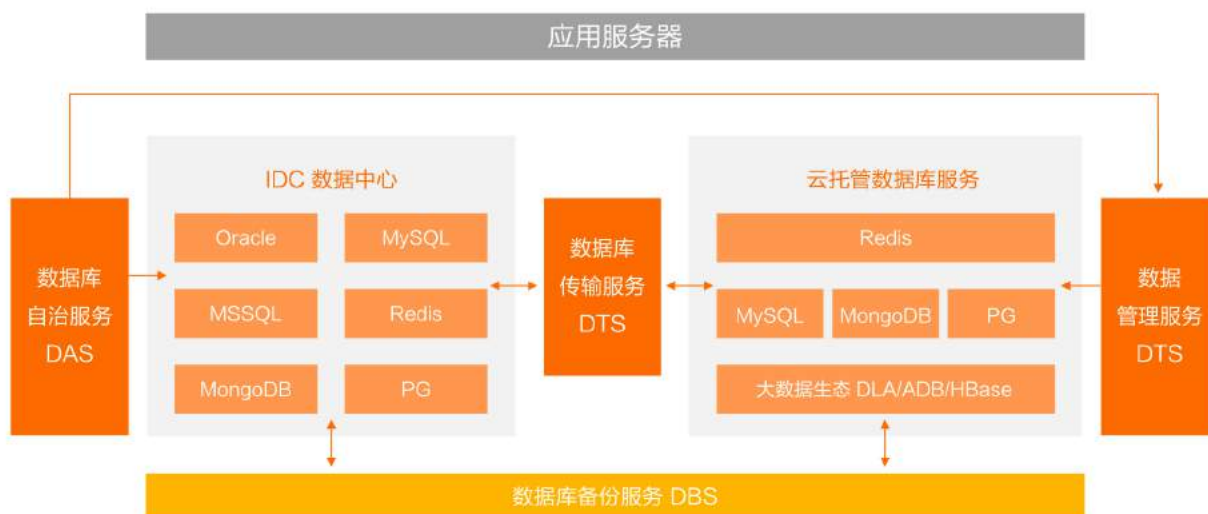 应用服务器
IDC 数据中心
云托管数据库服务
数据库
自治服务
DAS
Oracle
MySQL
MSSQL
Redis
MongoDB
PG
数据库
传输服务
DTS
Redis
MySQL
MongoDB
PG
大数据生态 DLA/ADB/HBase
数据
管理服务
DTS
数据库备份服务 DBS